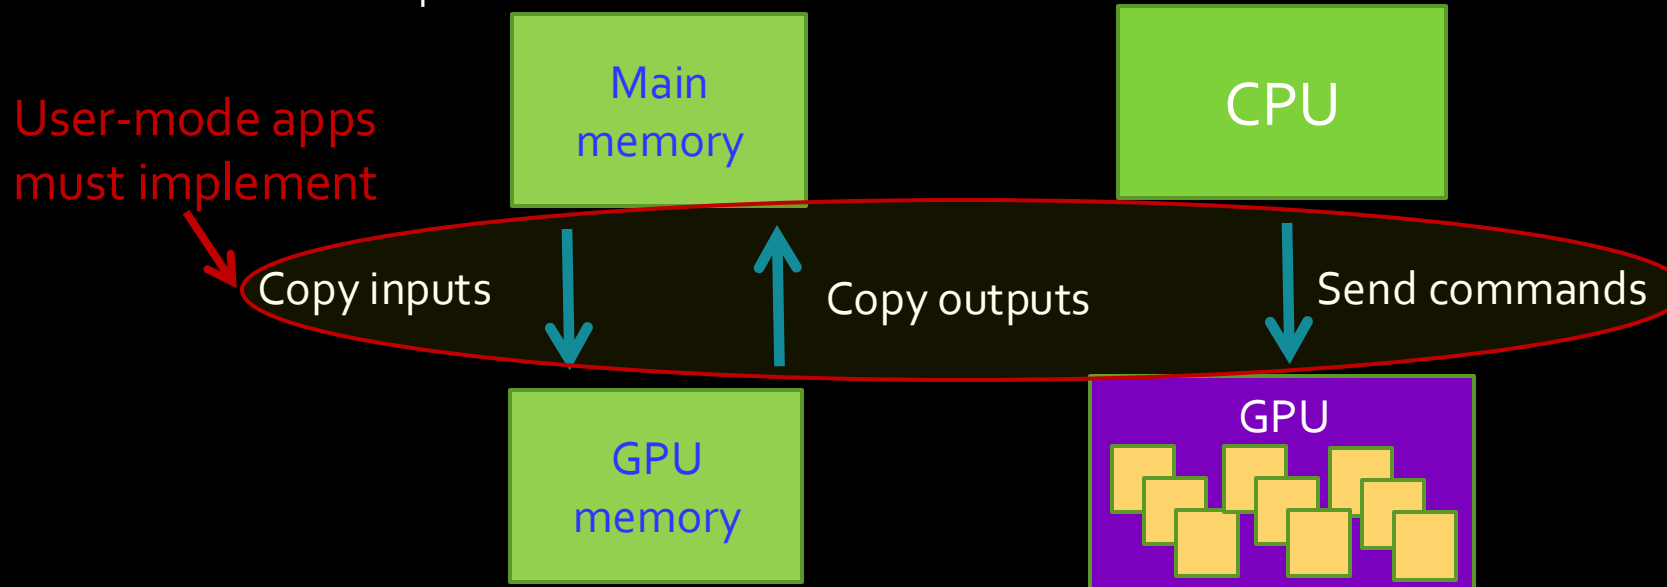 User-mode apps
must implement
Main
memory
CPU
Copy inputs
Copy outputs
Send commands
GPU
memory
GPU